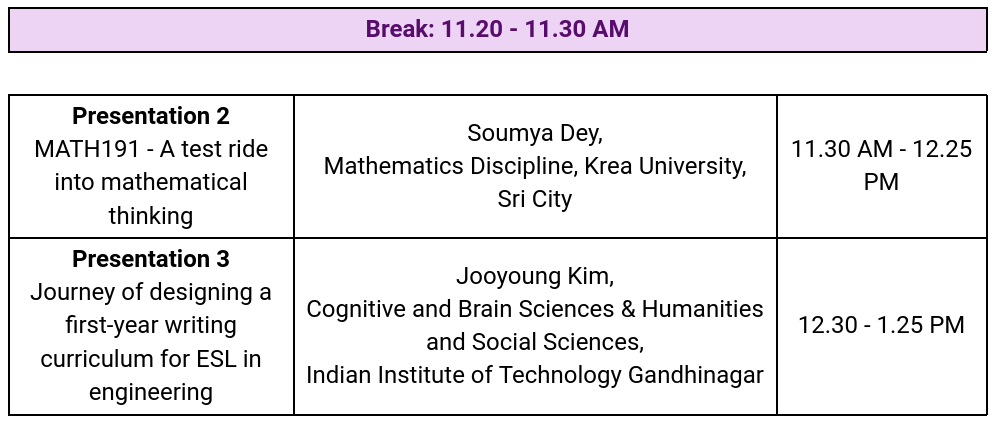 Break: 11.20 - 11.30 AM
Presentation 2
MATH191 - A test ride
into mathematical
thinking
Soumya Dey,
Mathematics Discipline, Krea University,
Sri City
11.30 AM - 12.25
PM
Presentation 3
Journey of designing a
first-year writing
curriculum for ESL in
engineering
Jooyoung Kim,
Cognitive and Brain Sciences & Humanities
and Social Sciences,
Indian Institute of Technology Gandhinagar
12.30 - 1.25 PM